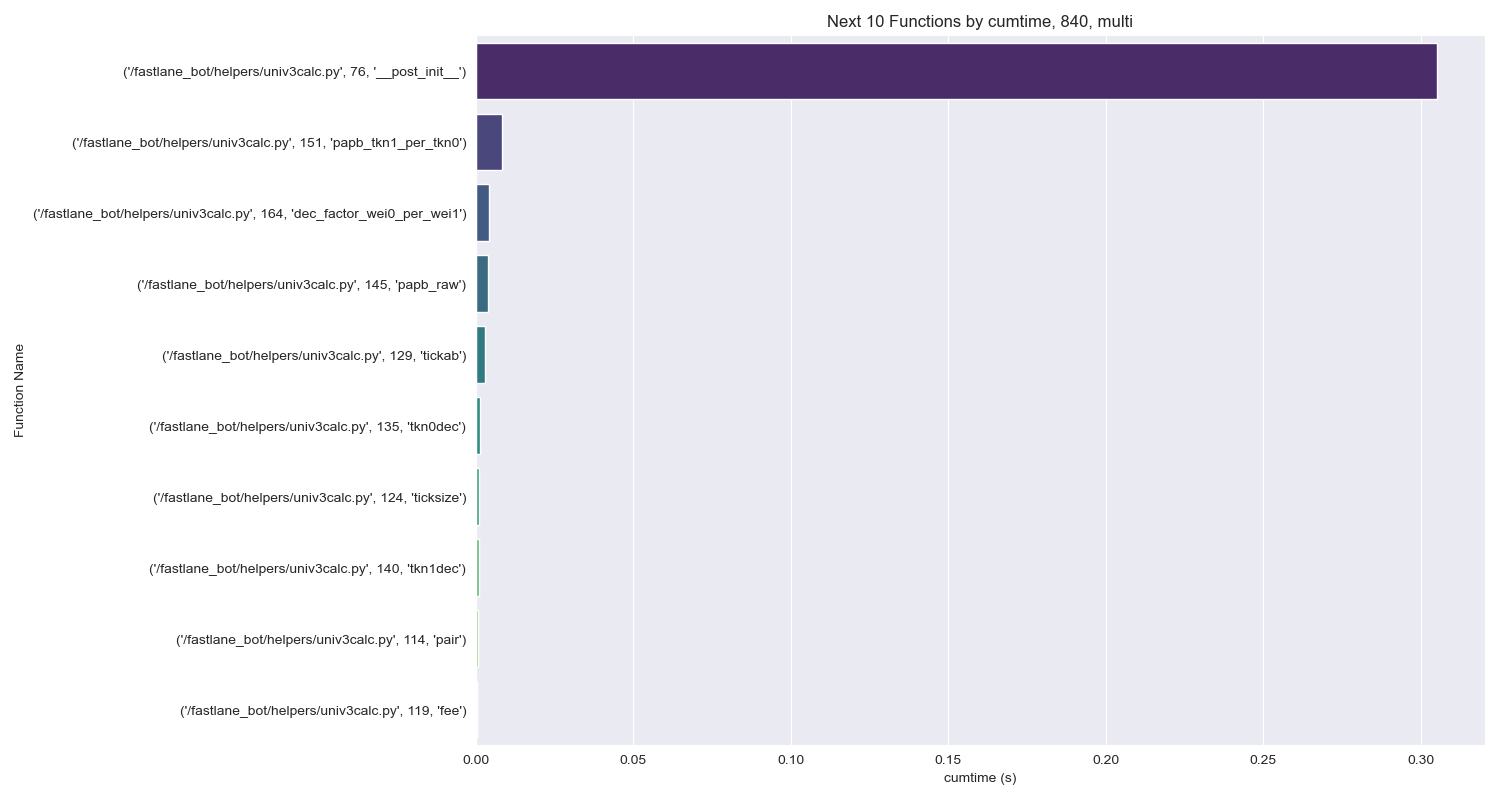 Next 10 Functions by cumtime, 840, multi
('/fastlane_bot/helpers/univ3calc.py', 76, '__post_init__')
('/fastlane_bot/helpers/univ3calc.py', 151, 'papb_tkn1_per_tkn0')
('/fastlane_bot/helpers/univ3calc.py', 164, 'dec_factor_wei0_per_wei1')
('/fastlane_bot/helpers/univ3calc.py', 145, 'papb_raw')
('/fastlane_bot/helpers/univ3calc.py', 129, 'tickab')
('/fastlane_bot/helpers/univ3calc.py', 135, 'tkn0dec')
('/fastlane_bot/helpers/univ3calc.py', 124, 'ticksize')
('/fastlane_bot/helpers/univ3calc.py', 140, 'tkn1dec')
('/fastlane_bot/helpers/univ3calc.py', 114, 'pair')
('/fastlane_bot/helpers/univ3calc.py', 119, 'fee')
Function Name
0.00 0.05 0.10 0.15 0.20 0.25 0.30
cumtime (s)